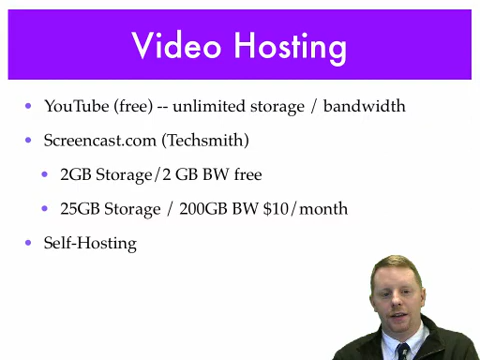 Video Hosting
YouTube (free) -- unlimited storage / bandwidth
Screencast.com (Techsmith)
2GB Storage/2 GB BW free
25GB Storage / 200GB BW $10/month
Self-Hosting